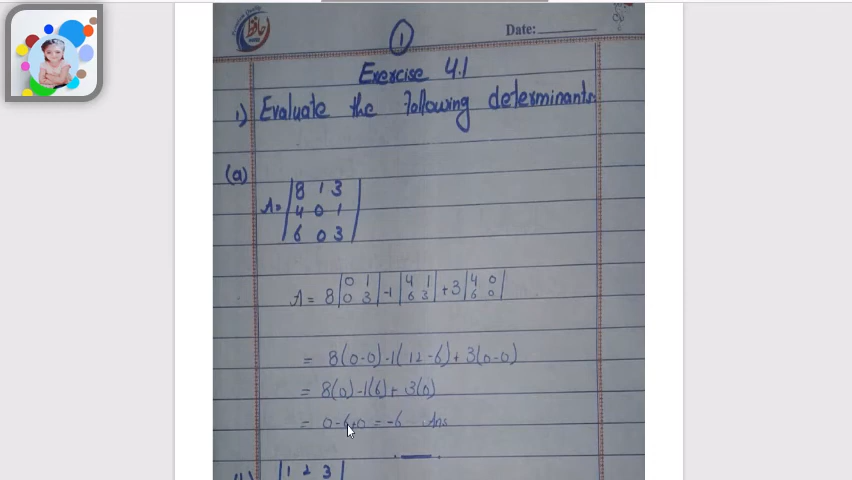 1
Date:
Exercise 4.1
1) Evaluate the following determinants
(a)
A= |8 1 3|
|4 0 1|
|6 0 3|
A = 8 |0 1| -1 |4 1| +3 |4 0|
|0 3| |6 3| |6 0|
= 8(0-0)-1(12-6)+3(0-0)
= 8(0)-1(6)+3(0)
= 0-6+0 = -6 Ans
|1 2 3|